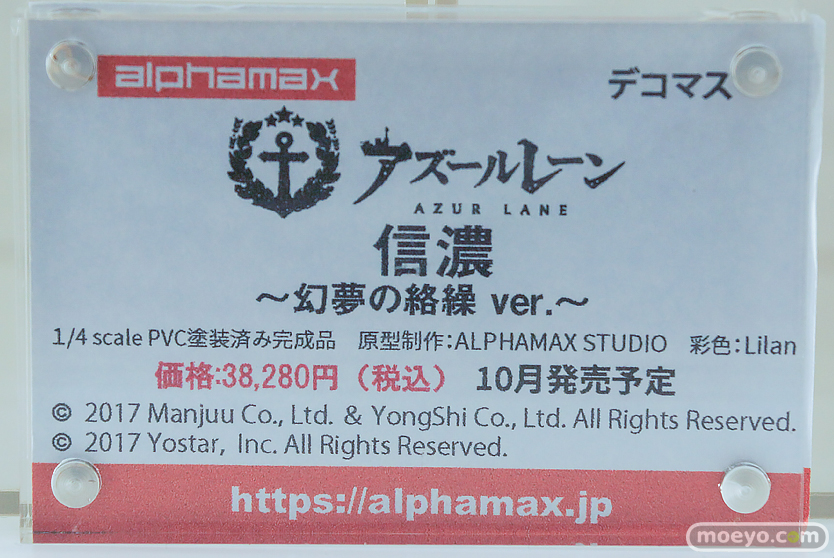 alphamax
デコマス
アズールレーン
AZUR LANE
信濃
～幻夢の絡繰 ver.～
1/4 scale PVC塗装済み完成品　原型制作:ALPHAMAX STUDIO　彩色:Lilan
価格:38,280円（税込）　10月発売予定
© 2017 Manjuu Co., Ltd. & YongShi Co., Ltd. All Rights Reserved.
© 2017 Yostar, Inc. All Rights Reserved.
https://alphamax.jp
moeyo.com